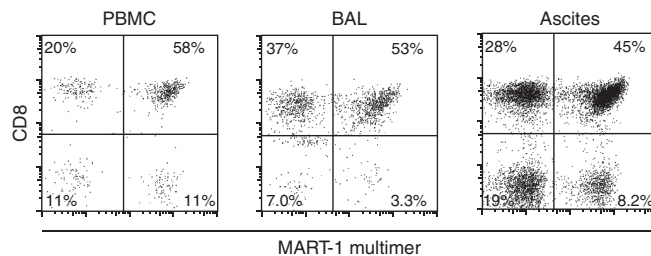 PBMC BAL Ascites
20% 58% 37% 53% 28% 45%
CD8
11% 11% 7.0% 3.3% 19% 8.2%
MART-1 multimer